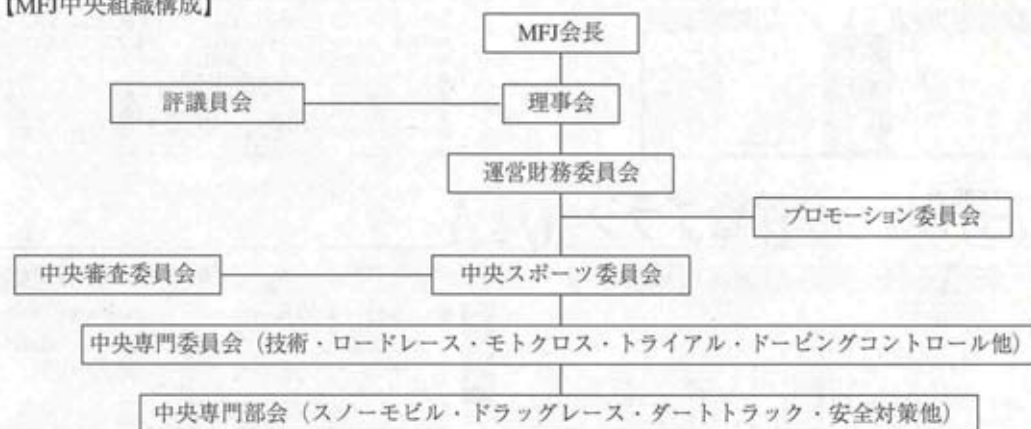 【MFJ中央組織構成】
MFJ会長
評議員会
理事会
運営財務委員会
プロモーション委員会
中央審査委員会
中央スポーツ委員会
中央専門委員会（技術・ロードレース・モトクロス・トライアル・ドーピングコントロール他）
中央専門部会（スノーモビル・ドラッグレース・ダートトラック・安全対策他）